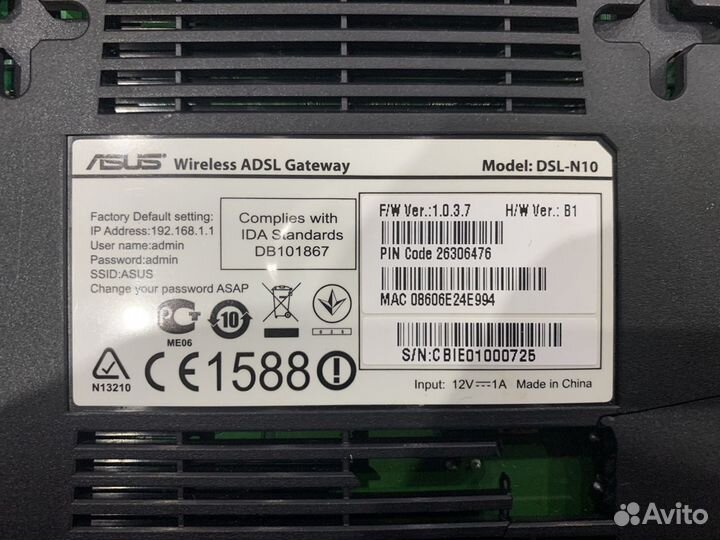 ASUS Wireless ADSL Gateway Model: DSL-N10
Factory Default setting:
IP Address:192.168.1.1
User name:admin
Password:admin
SSID:ASUS
Change your password ASAP
Complies with
IDA Standards
DB101867
F/W Ver.:1.0.3.7 H/W Ver.: B1
PIN Code 26306476
MAC 08606E24E994
S/N:CBIE01000725
10
ME06
N13210
CE1588
Input: 12V⎓1A Made in China
Avito